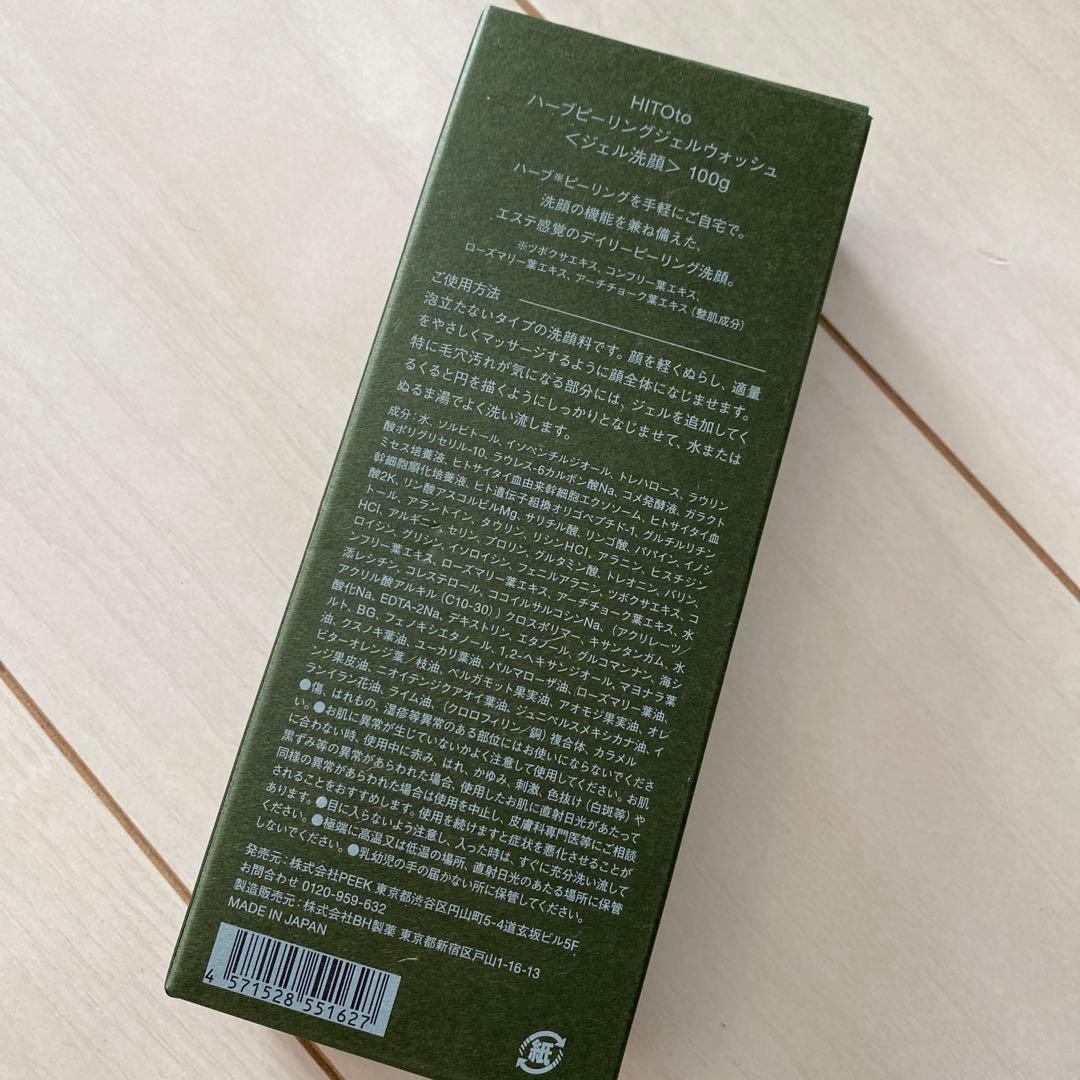 HITOto
ハーブピーリングジェルウォッシュ
＜ジェル洗顔＞ 100g
ハーブ※ピーリングを手軽にご自宅で。
洗顔の機能を兼ね備えた、
エステ感覚のデイリーピーリング洗顔。
※ツボクサエキス、コンフリー葉エキス、
ローズマリー葉エキス、アーチチョーク葉エキス（整肌成分）
ご使用方法
泡立たないタイプの洗顔料です。顔を軽くぬらし、適量
をやさしくマッサージするように顔全体になじませます。
特に毛穴汚れが気になる部分には、ジェルを追加してく
るくると円を描くようにしっかりとなじませて、水または
ぬるま湯でよく洗い流します。
成分：水、ソルビトール、イソペンチルジオール、トレハロース、ラウリン
酸ポリグリセリル-10、ラウレス-6カルボン酸Na、コメ発酵液、ガラクト
ミセス培養液、ヒトサイタイ血由来幹細胞エクソソーム、ヒトサイタイ血
幹細胞順化培養液、ヒト遺伝子組換オリゴペプチド-1、グルチルリチン
酸2K、リン酸アスコルビルMg、サリチル酸、リンゴ酸、パパイン、イノシ
トール、アラントイン、タウリン、リシンHCl、アラニン、ヒスチジン
HCl、アルギニン、セリン、プロリン、グルタミン酸、トレオニン、バリン、
ロイシン、グリシン、イソロイシン、フェニルアラニン、ツボクサエキス、コ
ンフリー葉エキス、ローズマリー葉エキス、アーチチョーク葉エキス、水
添レシチン、コレステロール、ココイルサルコシンNa、（アクリレーツ/
アクリル酸アルキル（C10-30））クロスポリマー、キサンタンガム、水
酸化Na、EDTA-2Na、デキストリン、エタノール、グルコマンナン、海シ
ルト、BG、フェノキシエタノール、1,2-ヘキサンジオール、マヨナラ葉
油、クスノキ葉油、ユーカリ葉油、パルマローザ油、ローズマリー葉油、
ビターオレンジ葉/枝油、ベルガモット果実油、アオモン果実油、オレ
ンジ果皮油、ニオイテンジクアオイ葉油、ジュニペルスメキシカナ油、イ
ランイラン花油、ライム油、（クロロフィリン/銅）複合体、カラメル
●傷、はれもの、湿疹等異常のある部位にはお使いにならないでくださ
い。●お肌に異常が生じていないかよく注意して使用してください。お肌
に合わない時、使用中に赤み、はれ、かゆみ、刺激、色抜け（白斑等）や
黒ずみ等の異常があらわれた場合、使用したお肌に直射日光があたって
同様の異常があらわれた場合は使用を中止し、皮膚科専門医等にご相談
されることをおすすめします。使用を続けますと症状を悪化させることが
あります。●目に入らないよう注意し、入った時は、すぐに充分洗い流して
ください。●極端に高温又は低温の場所、直射日光のあたる場所に保管
しないでください。●乳幼児の手の届かない所に保管してください。
発売元：株式会社PEEK 東京都渋谷区円山町5-4道玄坂ビル5F
お問合わせ 0120-959-632
製造販売元：株式会社BH製薬 東京都新宿区戸山1-16-13
MADE IN JAPAN
4 571528 551627
紙